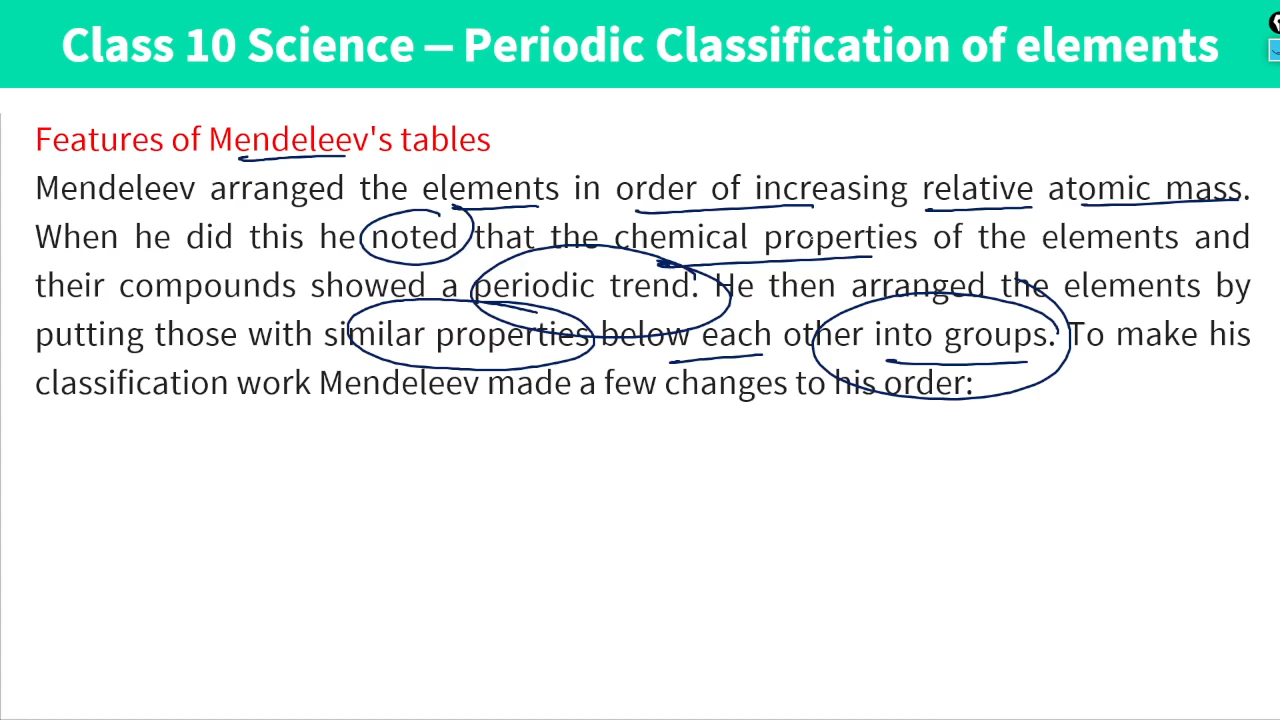 Class 10 Science – Periodic Classification of elements
Features of Mendeleev's tables
Mendeleev arranged the elements in order of increasing relative atomic mass.
When he did this he noted that the chemical properties of the elements and
their compounds showed a periodic trend. He then arranged the elements by
putting those with similar properties below each other into groups. To make his
classification work Mendeleev made a few changes to his order: